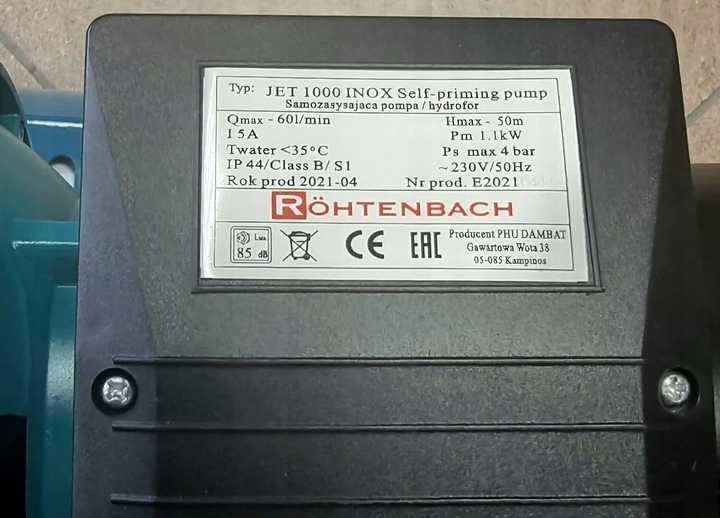 Typ: JET 1000 INOX Self-priming pump
Samozasysajaca pompa / hydrofor
Qmax - 60l/min Hmax - 50m
I 5A Pm 1.1kW
Twater <35°C Ps max 4 bar
IP 44/Class B/ S1 ~230V/50Hz
Rok prod 2021-04 Nr prod. E2021
RÖHTENBACH
LWA
85 dB
CE EAC
Producent PHU DAMBAT
Gawartowa Wola 38
05-085 Kampinos